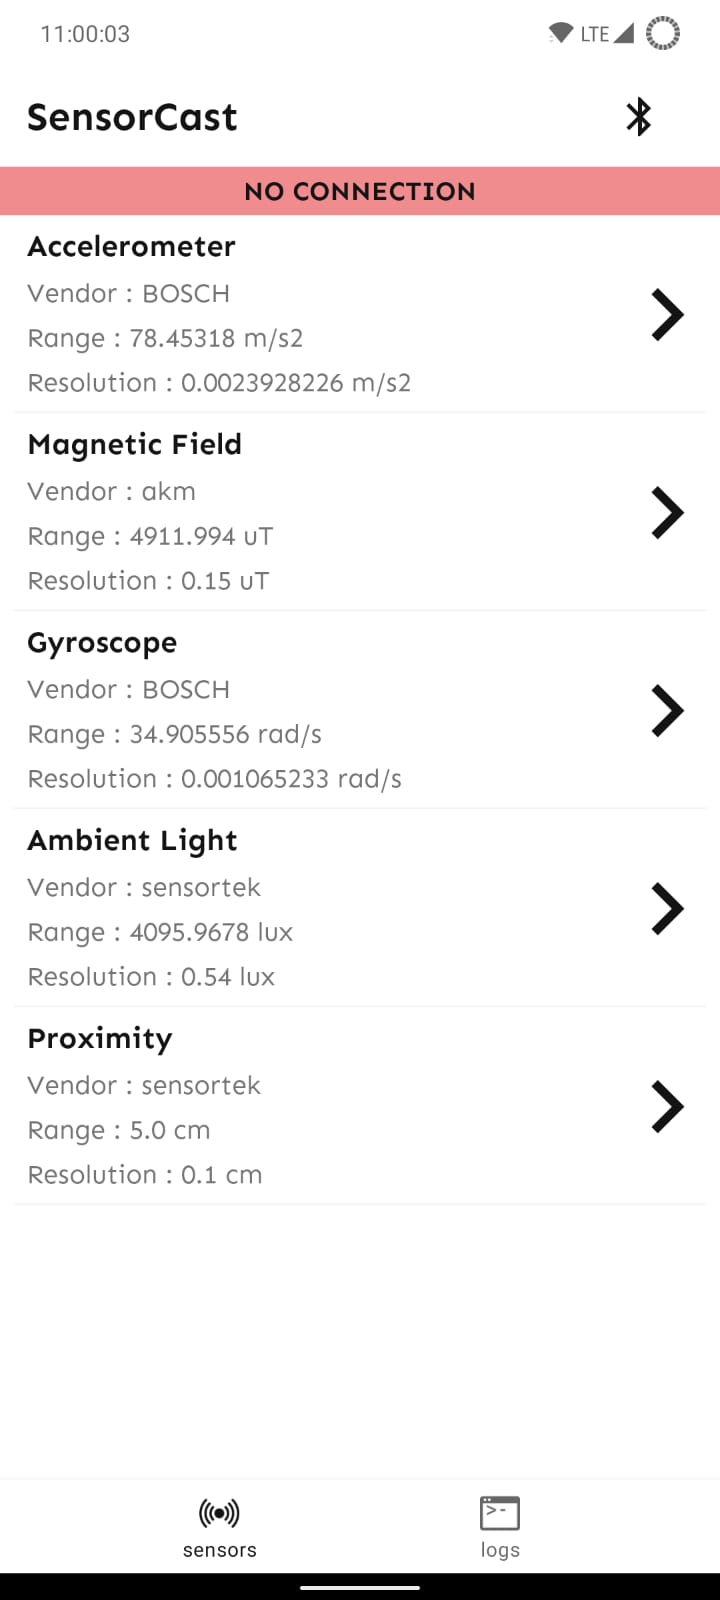 11:00:03
LTE
SensorCast
NO CONNECTION
Accelerometer
Vendor : BOSCH
Range : 78.45318 m/s2
Resolution : 0.0023928226 m/s2
Magnetic Field
Vendor : akm
Range : 4911.994 uT
Resolution : 0.15 uT
Gyroscope
Vendor : BOSCH
Range : 34.905556 rad/s
Resolution : 0.001065233 rad/s
Ambient Light
Vendor : sensortek
Range : 4095.9678 lux
Resolution : 0.54 lux
Proximity
Vendor : sensortek
Range : 5.0 cm
Resolution : 0.1 cm
sensors
logs